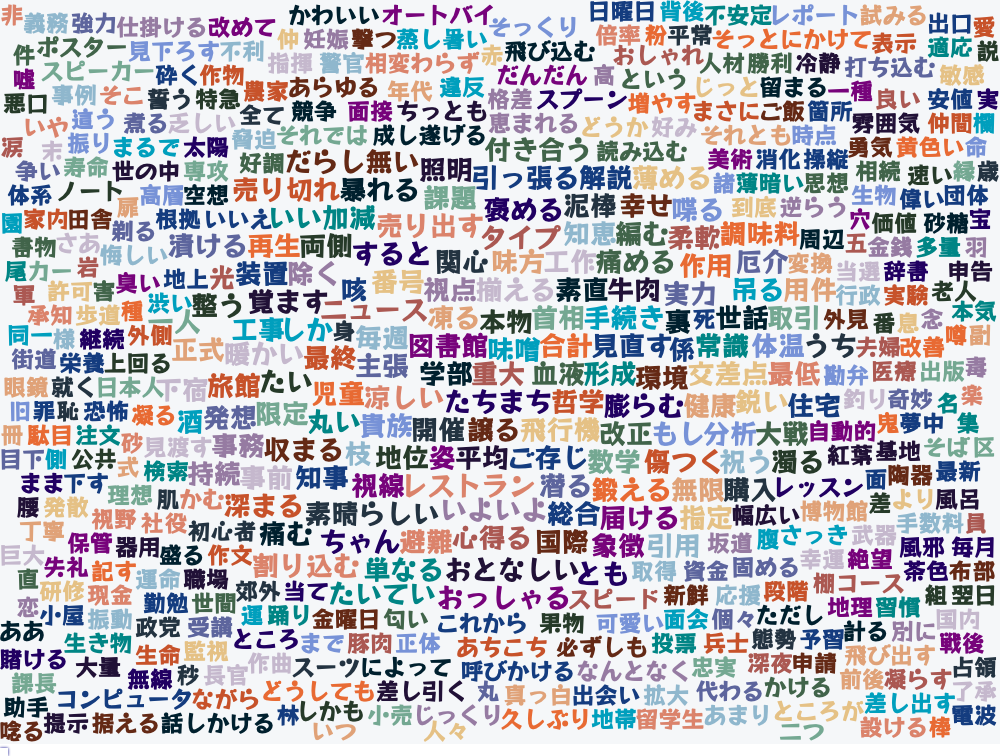 非 義務 強力 仕掛ける 改めて かわいい オートバイ そっくり 日曜日 背後 不安定 レポート 試みる 出口 愛
件 ポスター 見下ろす 不利 仲 妊娠 撃つ 蒸し暑い 赤 飛び込む 倍率 粉 平常 そっとにかけて 表示 適応 説
嘘 スピーカー 砕く 作物 指揮 警官 相変わらず おしゃれ 人材 勝利 冷静 打ち込む 敏感
悪口 事例 そこ 誓う 特急 農家 あらゆる 年代 違反 だんだん 高 という じっと 留まる 一種 良い 安値 実
いや 違う 煮る 乏しい 全て 競争 面接 ちっとも 格差 スプーン 増やす まさに ご飯 箇所 雰囲気 仲間 欄
涙 末 振り まるで 太陽 脅迫 それでは 成し遂げる 恵まれる どうか 好み それとも 時点 勇気 黄色い 命
争い 寿命 世の中 専攻 好調 だらし無い 照明 付き合う 読み込む 美術 消化 操縦 相続 速い 縁 歳
体系 ノート 高層 空想 売り切れ 暴れる 課題 引っ張る 解説 薄める 諸 薄暗い 思想 生物 偉い 団体
園 家内 田舎 扉 剃る 根拠 いいえ いい加減 売り出す 褒める 泥棒 幸せ 喋る 到底 逆らう 穴 価値 砂糖 宝
書物 さあ 悔しい 漬ける 再生 両側 すると タイプ 知恵 編む 柔軟 調味料 周辺 五 金銭 多量 羽
尾 カー 岩 臭い 地上 光 装置 除く 咳 関心 味方 工作 痛める 作用 厄介 変換 当選 辞書 申告
軍 許可 害 種 渋い 整う 覚ます 番号 視点 揃える 素直 牛肉 実力 吊る 用件 行政 実験 老人
承知 歩道 一人 ニュース 凍る 本物 首相 手続き 裏 死 世話 取引 外見 番 息 念 本気
同一 様 継続 外側 工事 しか 身 毎週 図書館 味噌 合計 見直す 係 常識 体温 うち 夫婦 改善 噂 副
街道 栄養 上回る 正式 暖かい 最終 主張 学部 重大 血液 形成 環境 交差点 最低 勘弁 医療 出版 毒
眼鏡 就く 日本人 下宿 旅館 たい 児童 涼しい たちまち 哲学 膨らむ 健康 鋭い 住宅 釣り 奇妙 名 楽
旧 罪 恥 恐怖 凝る 酒 発想 限定 丸い 貴族 開催 譲る 飛行機 改正 もし 分析 大戦 自動的 鬼 夢中 集
冊 駄目 注文 砂 見渡す 事務 収まる 枝 地位 姿 平均 ご存じ 数学 傷つく 祝う 濁る 紅葉 基地 そば 区
目下 側 公共 式 検索 持続 事前 知事 視線 レストラン 潜る 鍛える 無限 購入 レッスン 面 陶器 最新
まま 下す 理想 肌 かむ 深まる 素晴らしい いよいよ 総合 届ける 指定 幅広い 博物館 差 より 風呂
腰 発散 視野 社役 初心者 痛む ちゃん 避難 心得る 国際 象徴 引用 坂道 腹 さっき 武器 手数料 員
丁寧 保管 器用 盛る 作文 割り込む 単なる おとなしい とも 取得 資金 固める 幸運 絶望 風邪 毎月
巨大 失礼 記す 運命 職場 郊外 当て たいてい おっしゃる スピード 新鮮 応援 段階 棚 コース 茶色 布 部
直 研修 現金 勤勉 世間 運 踊り 金曜日 匂い これから 果物 可愛い 面会 個々 ただし 地理 習慣 組 翌日
恋 小屋 振動 政党 受講 ところ まで 豚肉 正体 あちこち 必ずしも 投票 兵士 態勢 予習 計る 別に 国内
ああ 生き物 生命 監視 作曲 スーツ によって 呼びかける なんとなく 忠実 深夜 申請 飛び出す 戦後
賭ける 大量 無線 秒 長官 どうしても 差し引く 丸 真っ白 出会い 拡大 代わる かける 前後 凝らす 占領
課長 コンピュータ ながら しかも 小売 じっくり 久しぶり 地帯 留学生 あまり ところが 差し出す 了承
助手 提示 据える 話しかける 林 いつ 人々 二つ 設ける 棒 電波
唸る